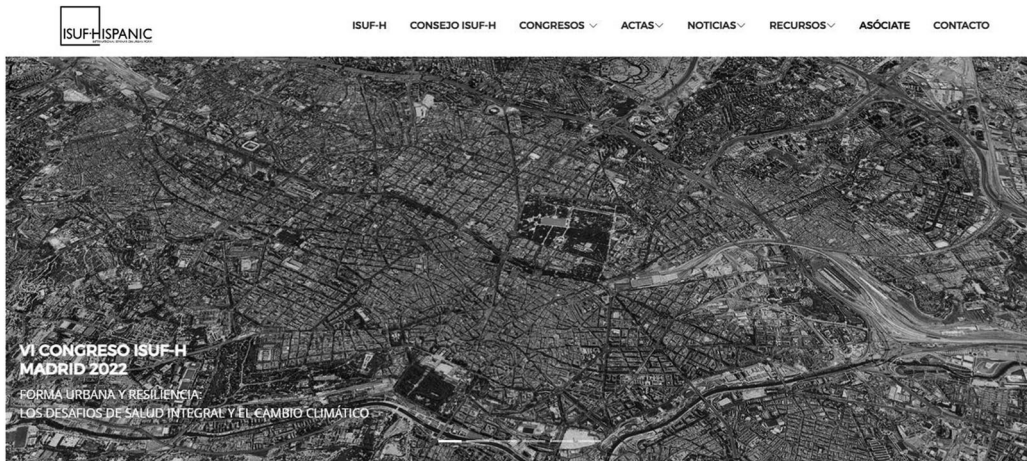 ISUF-HISPANIC
ISUF-H CONSEJO ISUF-H CONGRESOS ACTAS NOTICIAS RECURSOS ASÓCIATE CONTACTO
VI CONGRESO ISUF-H
MADRID 2022
FORMA URBANA Y RESILIENCIA:
LOS DESAFIOS DE SALUD INTEGRAL Y EL CAMBIO CLIMÁTICO